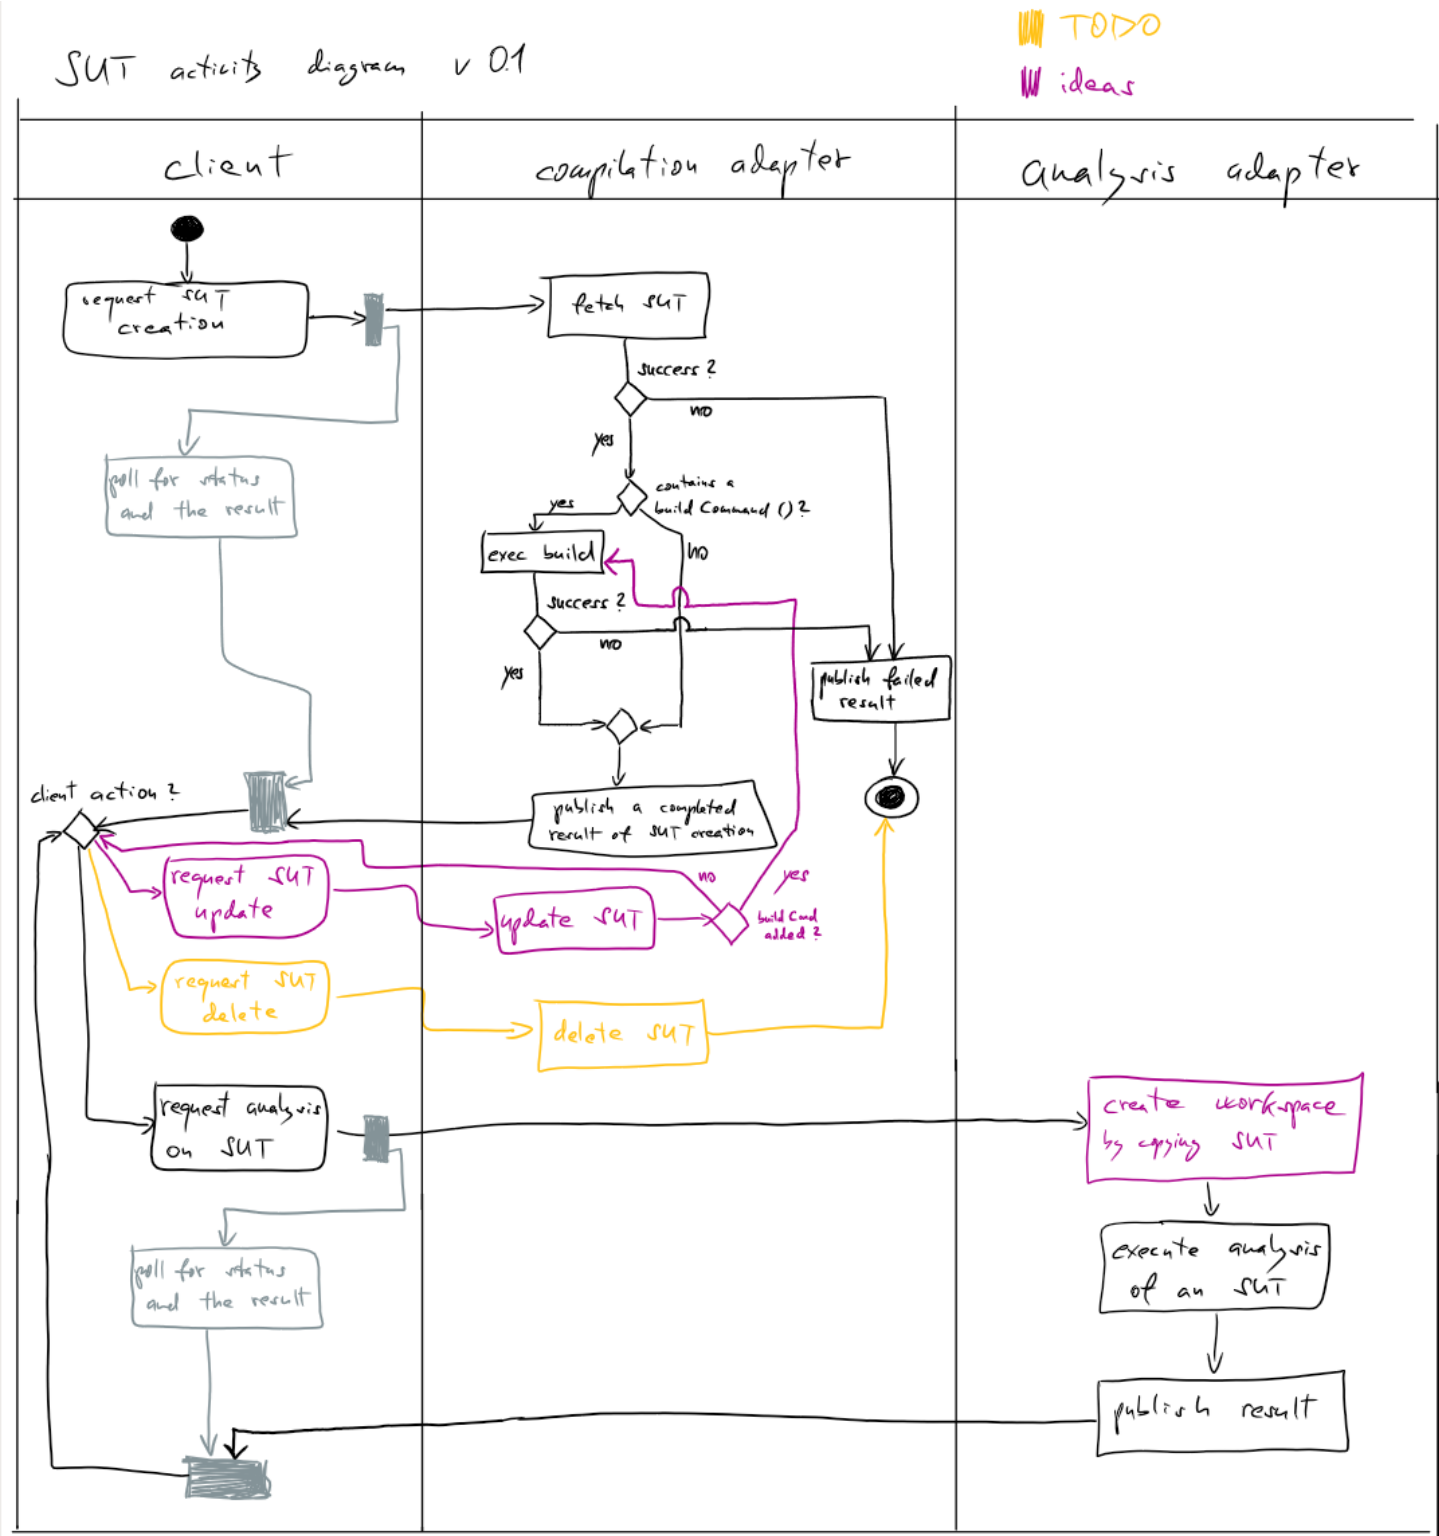 TODO
ideas
SUT activity diagram v 0.1
client
compilation adapter
analysis adapter
request SUT
creation
fetch SUT
success?
no
yes
poll for status
and the result
contains a
build Command ()?
yes
no
exec build
success?
no
yes
publish failed
result
client action?
publish a completed
result of SUT creation
request SUT
update
no
yes
update SUT
build Cmd
added?
request SUT
delete
delete SUT
request analysis
on SUT
create workspace
by copying SUT
poll for status
and the result
execute analysis
of an SUT
publish result